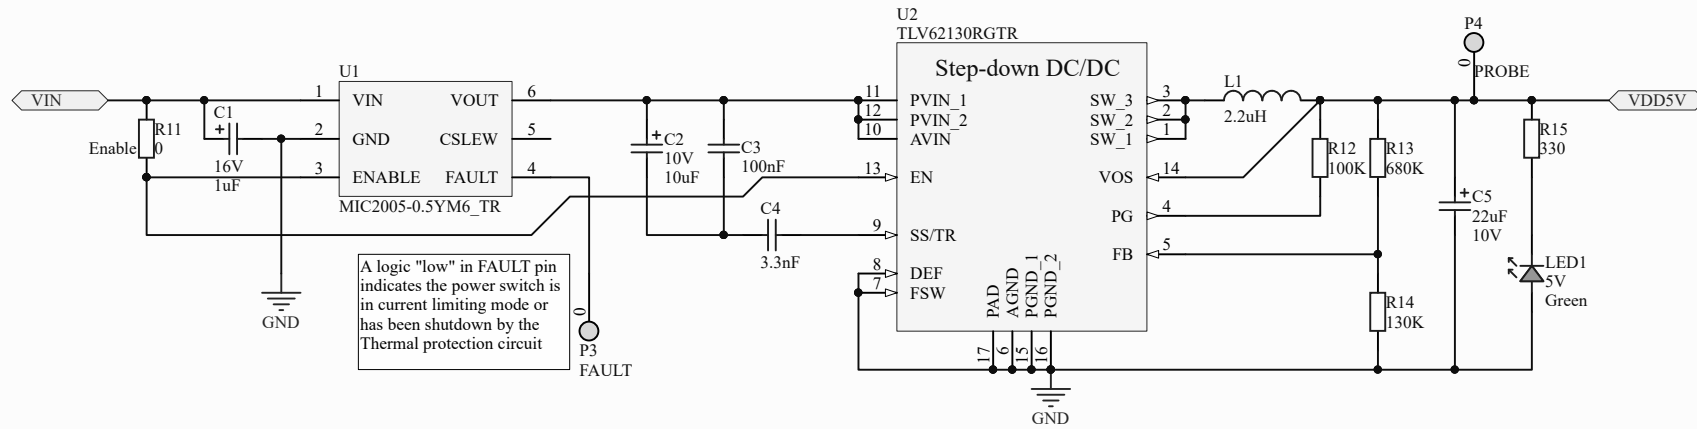 VIN
R11
0
Enable
C1
+
16V
1uF
GND
U1
1
VIN
2
GND
3
ENABLE
VOUT
6
CSLEW
5
FAULT
4
MIC2005-0.5YM6_TR
A logic "low" in FAULT pin
indicates the power switch is
in current limiting mode or
has been shutdown by the
Thermal protection circuit
0
P3
FAULT
+
C2
10V
10uF
C3
100nF
C4
3.3nF
U2
TLV62130RGTR
Step-down DC/DC
11
PVIN_1
12
PVIN_2
10
AVIN
13
EN
9
SS/TR
8
DEF
7
FSW
SW_3
3
SW_2
2
SW_1
1
VOS
14
PG
4
FB
5
PAD
AGND
PGND_1
PGND_2
17
6
15
16
GND
L1
2.2uH
R12
100K
R13
680K
R14
130K
P4
0
PROBE
+
C5
22uF
10V
R15
330
LED1
5V
Green
VDD5V